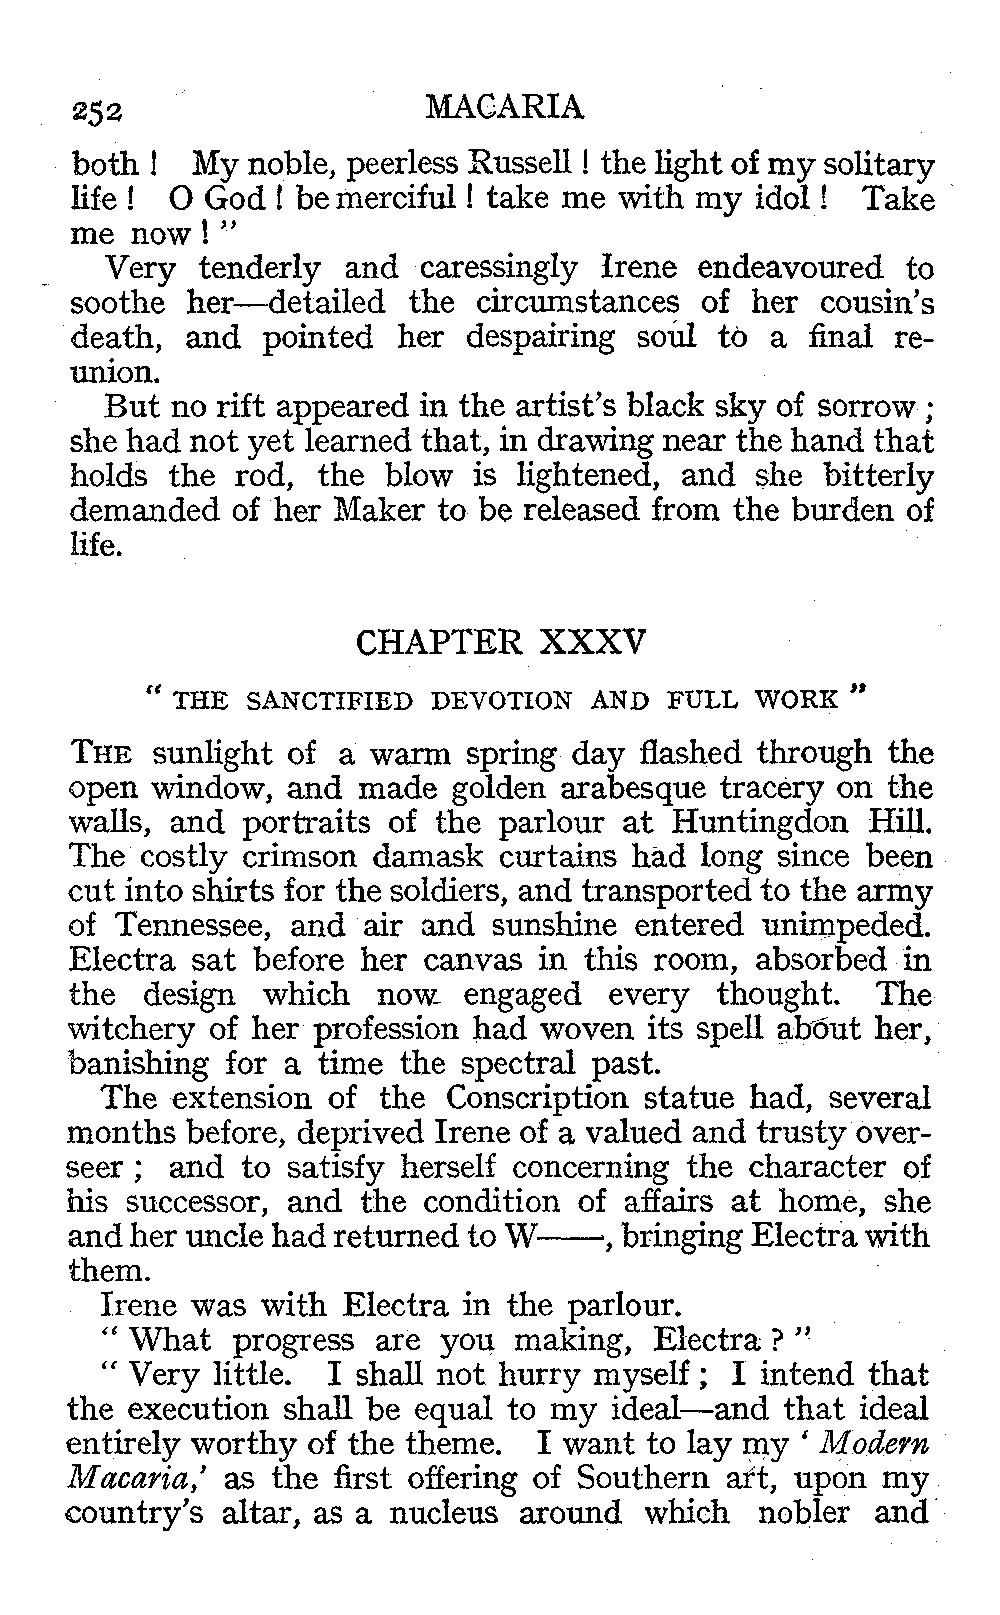 252 MACARIA
both ! My noble, peerless Russell ! the light of my solitary
life ! O God ! be merciful ! take me with my idol ! Take
me now ! ”
Very tenderly and caressingly Irene endeavoured to
soothe her—detailed the circumstances of her cousin’s
death, and pointed her despairing soul to a final re-
union.
But no rift appeared in the artist’s black sky of sorrow ;
she had not yet learned that, in drawing near the hand that
holds the rod, the blow is lightened, and she bitterly
demanded of her Maker to be released from the burden of
life.
CHAPTER XXXV
“ THE SANCTIFIED DEVOTION AND FULL WORK ”
THE sunlight of a warm spring day flashed through the
open window, and made golden arabesque tracery on the
walls, and portraits of the parlour at Huntingdon Hill.
The costly crimson damask curtains had long since been
cut into shirts for the soldiers, and transported to the army
of Tennessee, and air and sunshine entered unimpeded.
Electra sat before her canvas in this room, absorbed in
the design which now engaged every thought. The
witchery of her profession had woven its spell about her,
banishing for a time the spectral past.
The extension of the Conscription statue had, several
months before, deprived Irene of a valued and trusty over-
seer ; and to satisfy herself concerning the character of
his successor, and the condition of affairs at home, she
and her uncle had returned to W——, bringing Electra with
them.
Irene was with Electra in the parlour.
“ What progress are you making, Electra ? ”
“ Very little. I shall not hurry myself ; I intend that
the execution shall be equal to my ideal—and that ideal
entirely worthy of the theme. I want to lay my ‘ Modern
Macaria,’ as the first offering of Southern art, upon my
country’s altar, as a nucleus around which nobler and